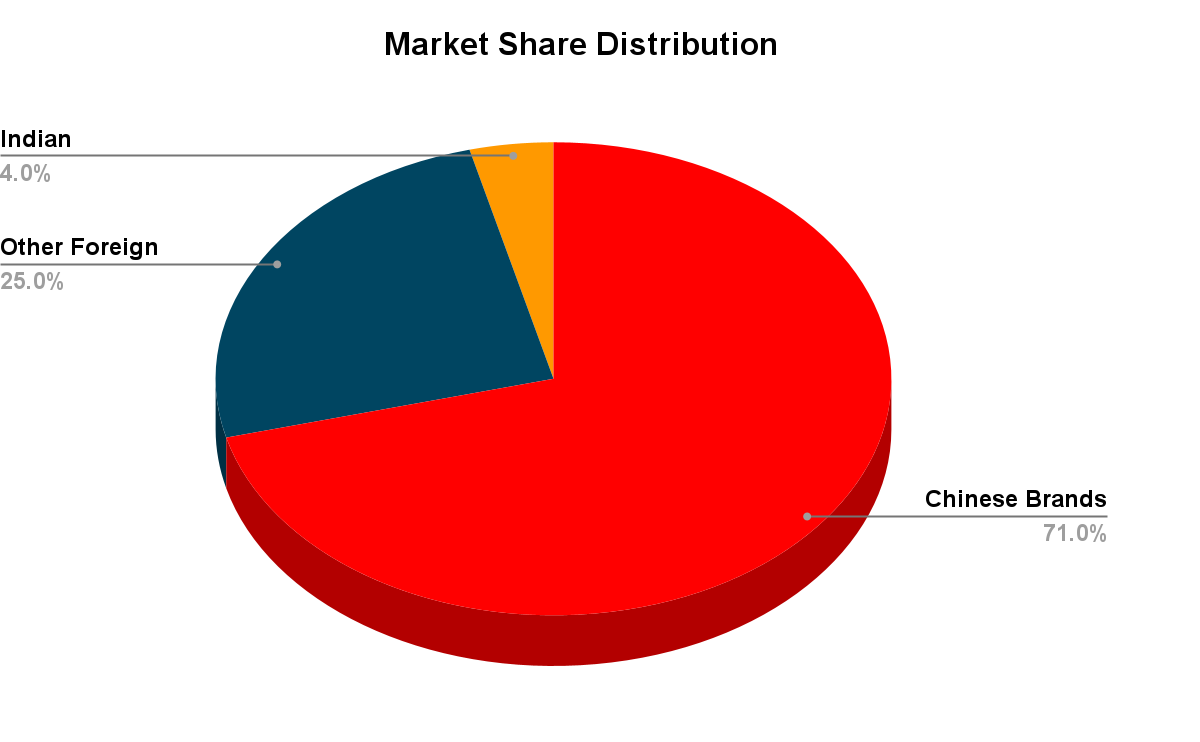 Market Share Distribution
Indian
4.0%
Other Foreign
25.0%
Chinese Brands
71.0%